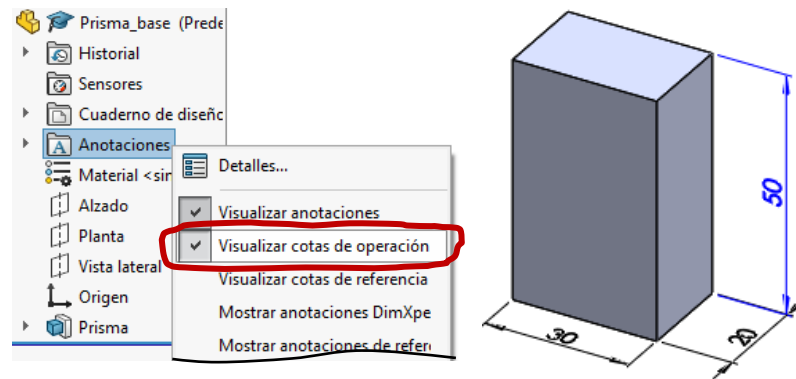 Prisma_base (Prede
Historial
Sensores
Cuaderno de diseñc
Anotaciones
Material <sin
Alzado
Planta
Vista lateral
Origen
Prisma
Detalles...
Visualizar anotaciones
Visualizar cotas de operación
Visualizar cotas de referencia
Mostrar anotaciones DimXpe
Mostrar anotaciones de refer
50
30
20